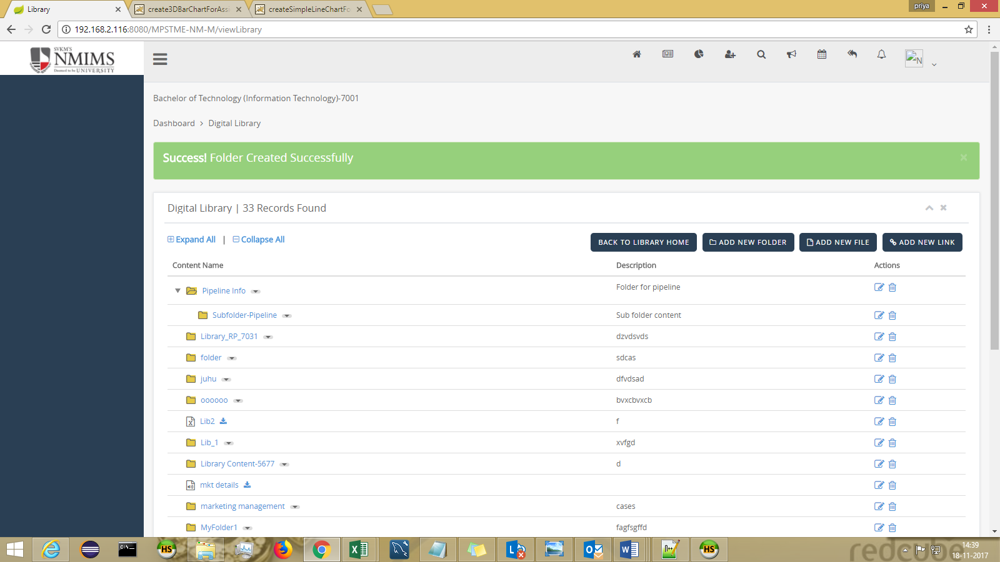 Library
create3DBarChartForAssi
createSimpleLineChartFo
priya
192.168.2.116:8080/MPSTME-NM-M/viewLibrary
SVKM'S
NMIMS
Deemed to be UNIVERSITY
N
Bachelor of Technology (Information Technology)-7001
Dashboard > Digital Library
Success! Folder Created Successfully
Digital Library | 33 Records Found
Expand All | Collapse All
BACK TO LIBRARY HOME
ADD NEW FOLDER
ADD NEW FILE
ADD NEW LINK
Content Name Description Actions
Pipeline Info Folder for pipeline
Subfolder-Pipeline Sub folder content
Library_RP_7031 dzvdsvds
folder sdcas
juhu dfvdsad
oooooo bvxcbvxcb
Lib2 f
Lib_1 xvfgd
Library Content-5677 d
mkt details
marketing management cases
MyFolder1 fagfsgffd
redcube
14:39
18-11-2017